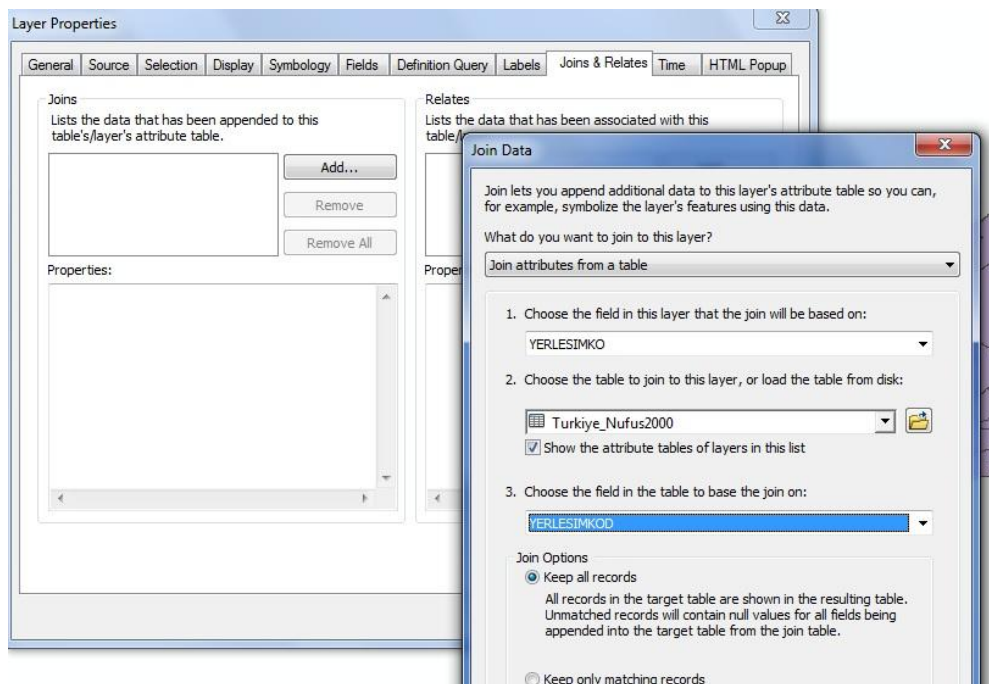 Layer Properties
General Source Selection Display Symbology Fields Definition Query Labels Joins & Relates Time HTML Popup
Joins
Lists the data that has been appended to this
table's/layer's attribute table.
Add...
Remove
Remove All
Properties:
Relates
Lists the data that has been associated with this
Join Data
Join lets you append additional data to this layer's attribute table so you can,
for example, symbolize the layer's features using this data.
What do you want to join to this layer?
Join attributes from a table
1. Choose the field in this layer that the join will be based on:
YERLESIMKO
2. Choose the table to join to this layer, or load the table from disk:
Turkiye_Nufus2000
Show the attribute tables of layers in this list
3. Choose the field in the table to base the join on:
YERLESIMKOD
Join Options
Keep all records
All records in the target table are shown in the resulting table.
Unmatched records will contain null values for all fields being
appended into the target table from the join table.
Keep only matching records